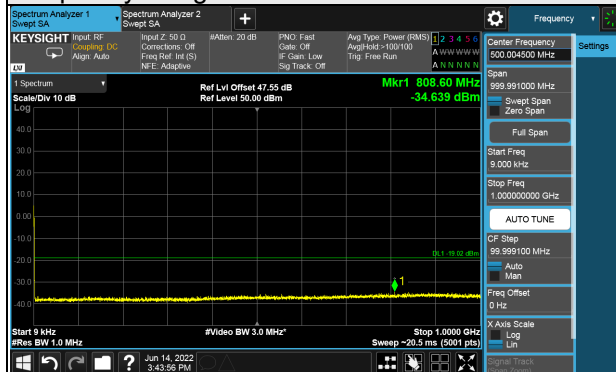 Spectrum Analyzer 1
Swept SA
Spectrum Analyzer 2
Swept SA
Frequency
KEYSIGHT
Input: RF
Coupling: DC
Align: Auto
Input Z: 50 Ω
Corrections: Off
Freq Ref: Int (S)
NFE: Adaptive
#Atten: 20 dB
PNO: Fast
Gate: Off
IF Gain: Low
Sig Track: Off
Avg Type: Power (RMS)
Avg|Hold:>100/100
Trig: Free Run
1 2 3 4 5 6
A W W W W W
A N N N N N
LXI
1 Spectrum
Scale/Div 10 dB
Log
Ref Lvl Offset 47.55 dB
Ref Level 50.00 dBm
Mkr1 808.60 MHz
-34.639 dBm
40.0
30.0
20.0
10.0
0.00
-10.0
-20.0
-30.0
-40.0
DL1 -19.02 dBm
1
Start 9 kHz
#Res BW 1.0 MHz
#Video BW 3.0 MHz*
Stop 1.0000 GHz
Sweep ~20.5 ms (5001 pts)
Jun 14, 2022
3:43:56 PM
Center Frequency
500.004500 MHz
Settings
Span
999.991000 MHz
Swept Span
Zero Span
Full Span
Start Freq
9.000 kHz
Stop Freq
1.000000000 GHz
AUTO TUNE
CF Step
99.999100 MHz
Auto
Man
Freq Offset
0 Hz
X Axis Scale
Log
Lin
Signal Track
(Span Zoom)